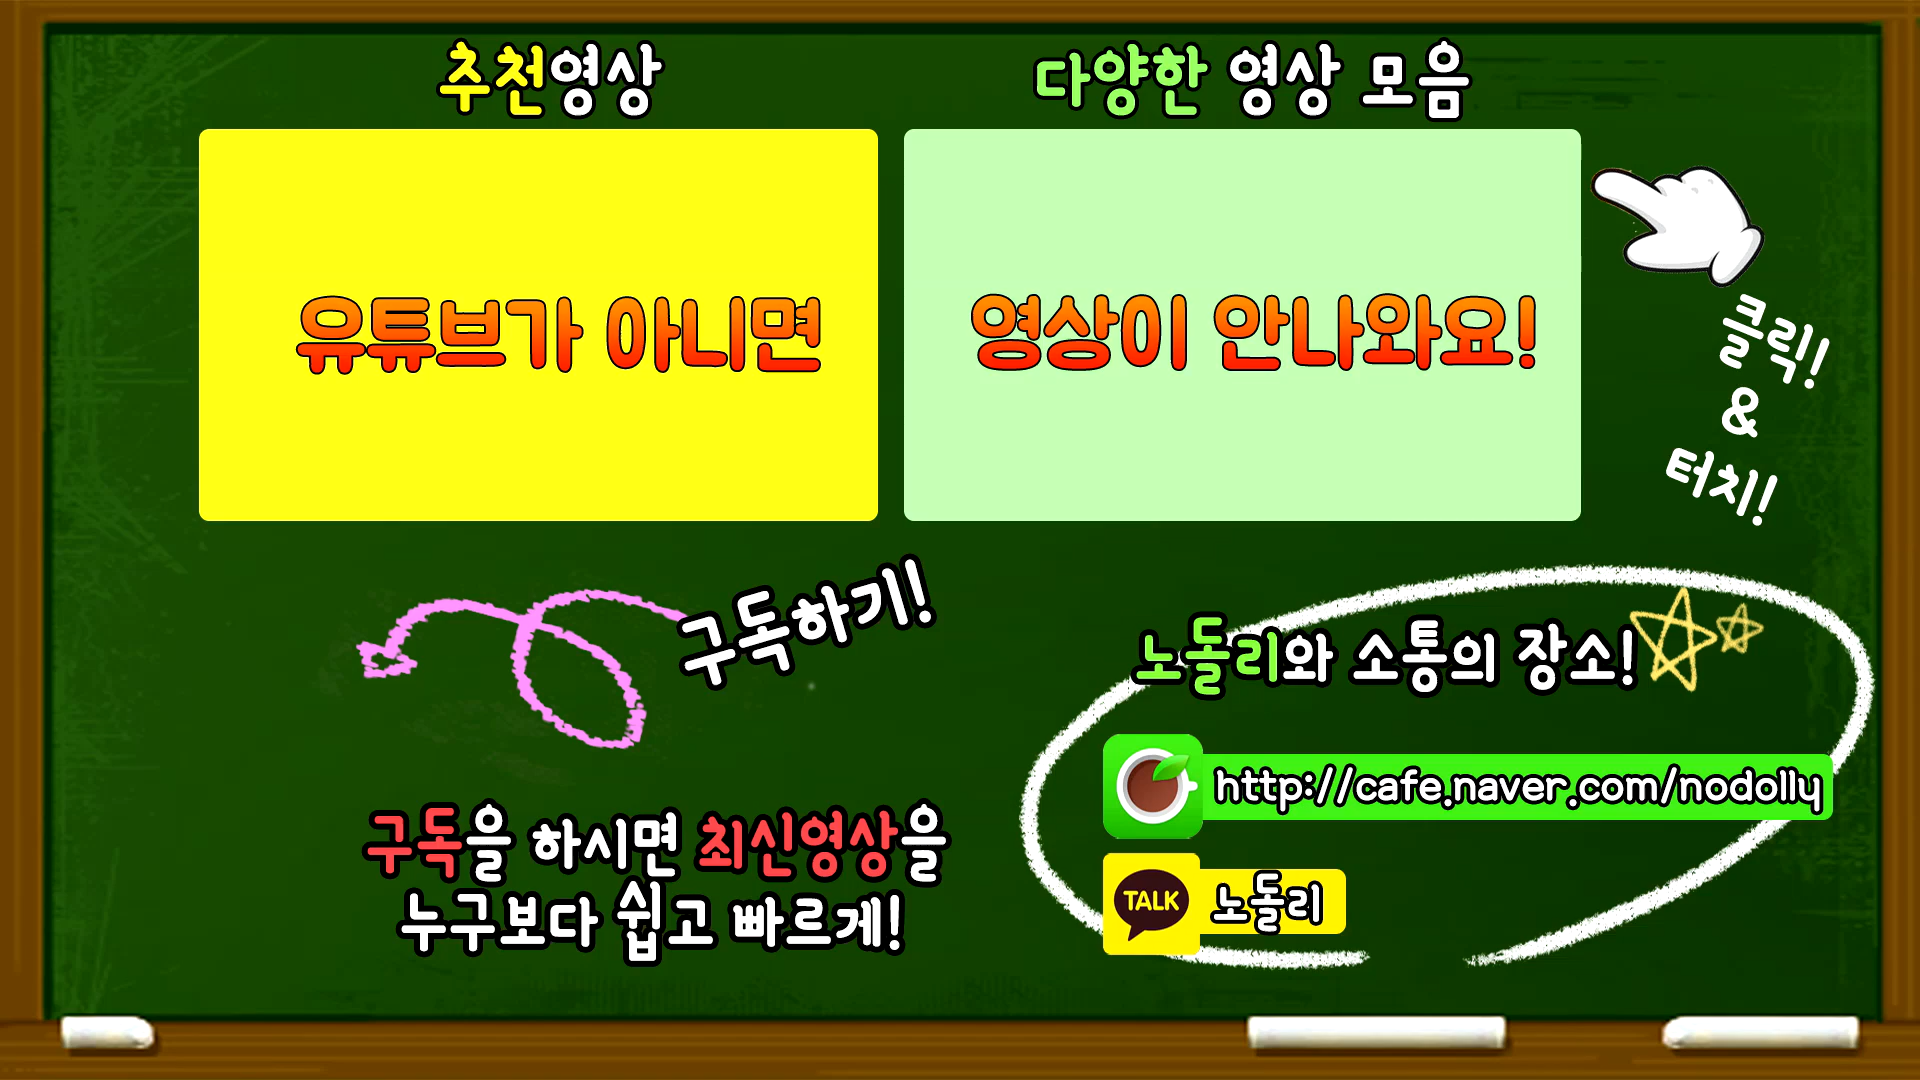 추천영상
다양한 영상 모음
유튜브가 아니면
영상이 안나와요!
클릭!
&
터치!
구독하기!
노돌리와 소통의 장소!
http://cafe.naver.com/nodolly
TALK 노돌리
구독을 하시면 최신영상을
누구보다 쉽고 빠르게!